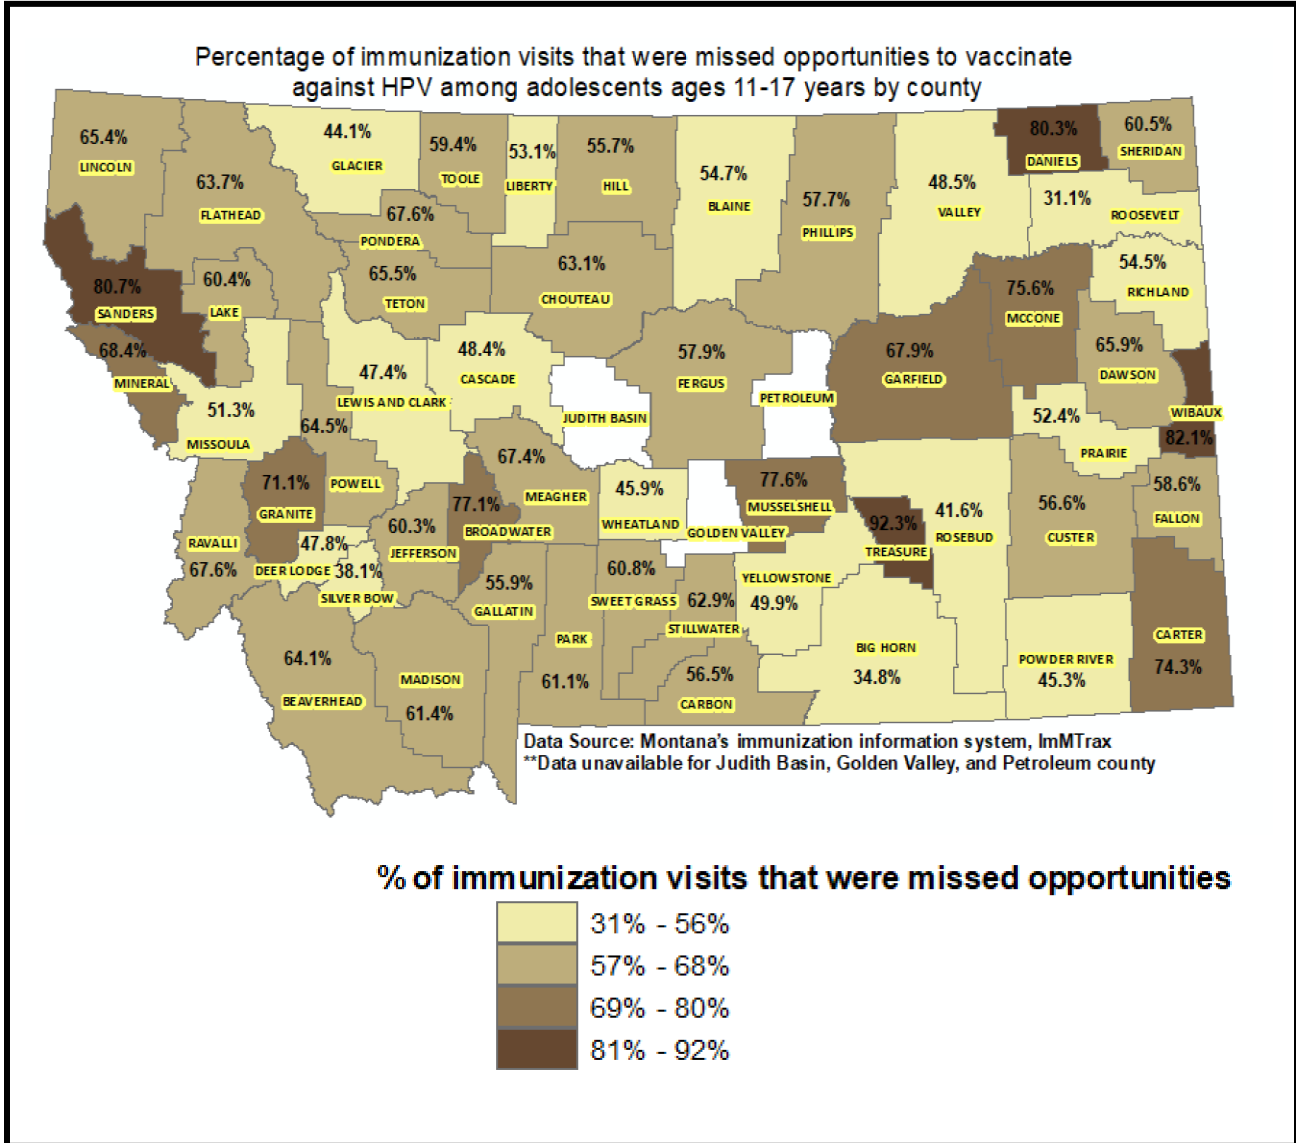 Percentage of immunization visits that were missed opportunities to vaccinate
against HPV among adolescents ages 11-17 years by county
65.4%
LINCOLN
63.7%
FLATHEAD
44.1%
GLACIER
59.4%
TOOLE
53.1%
LIBERTY
55.7%
HILL
54.7%
BLAINE
57.7%
PHILLIPS
48.5%
VALLEY
80.3%
DANIELS
60.5%
SHERIDAN
31.1%
ROOSEVELT
67.6%
PONDERA
65.5%
TETON
63.1%
CHOUTEAU
80.7%
SANDERS
60.4%
LAKE
75.6%
MCCONE
54.5%
RICHLAND
68.4%
MINERAL
51.3%
MISSOULA
47.4%
LEWIS AND CLARK
48.4%
CASCADE
JUDITH BASIN
57.9%
FERGUS
PETROLEUM
67.9%
GARFIELD
65.9%
DAWSON
WIBAUX
82.1%
52.4%
PRAIRIE
64.5%
POWELL
71.1%
GRANITE
67.4%
MEAGHER
77.1%
BROADWATER
45.9%
WHEATLAND
GOLDEN VALLEY
77.6%
MUSSELSHELL
92.3%
TREASURE
41.6%
ROSEBUD
56.6%
CUSTER
58.6%
FALLON
RAVALLI
67.6%
47.8%
DEER LODGE
38.1%
SILVER BOW
60.3%
JEFFERSON
55.9%
GALLATIN
60.8%
SWEET GRASS
62.9%
STILLWATER
YELLOWSTONE
49.9%
PARK
61.1%
56.5%
CARBON
BIG HORN
34.8%
POWDER RIVER
45.3%
CARTER
74.3%
64.1%
BEAVERHEAD
MADISON
61.4%
Data Source: Montana's immunization information system, ImMTrax
**Data unavailable for Judith Basin, Golden Valley, and Petroleum county
% of immunization visits that were missed opportunities
31% - 56%
57% - 68%
69% - 80%
81% - 92%